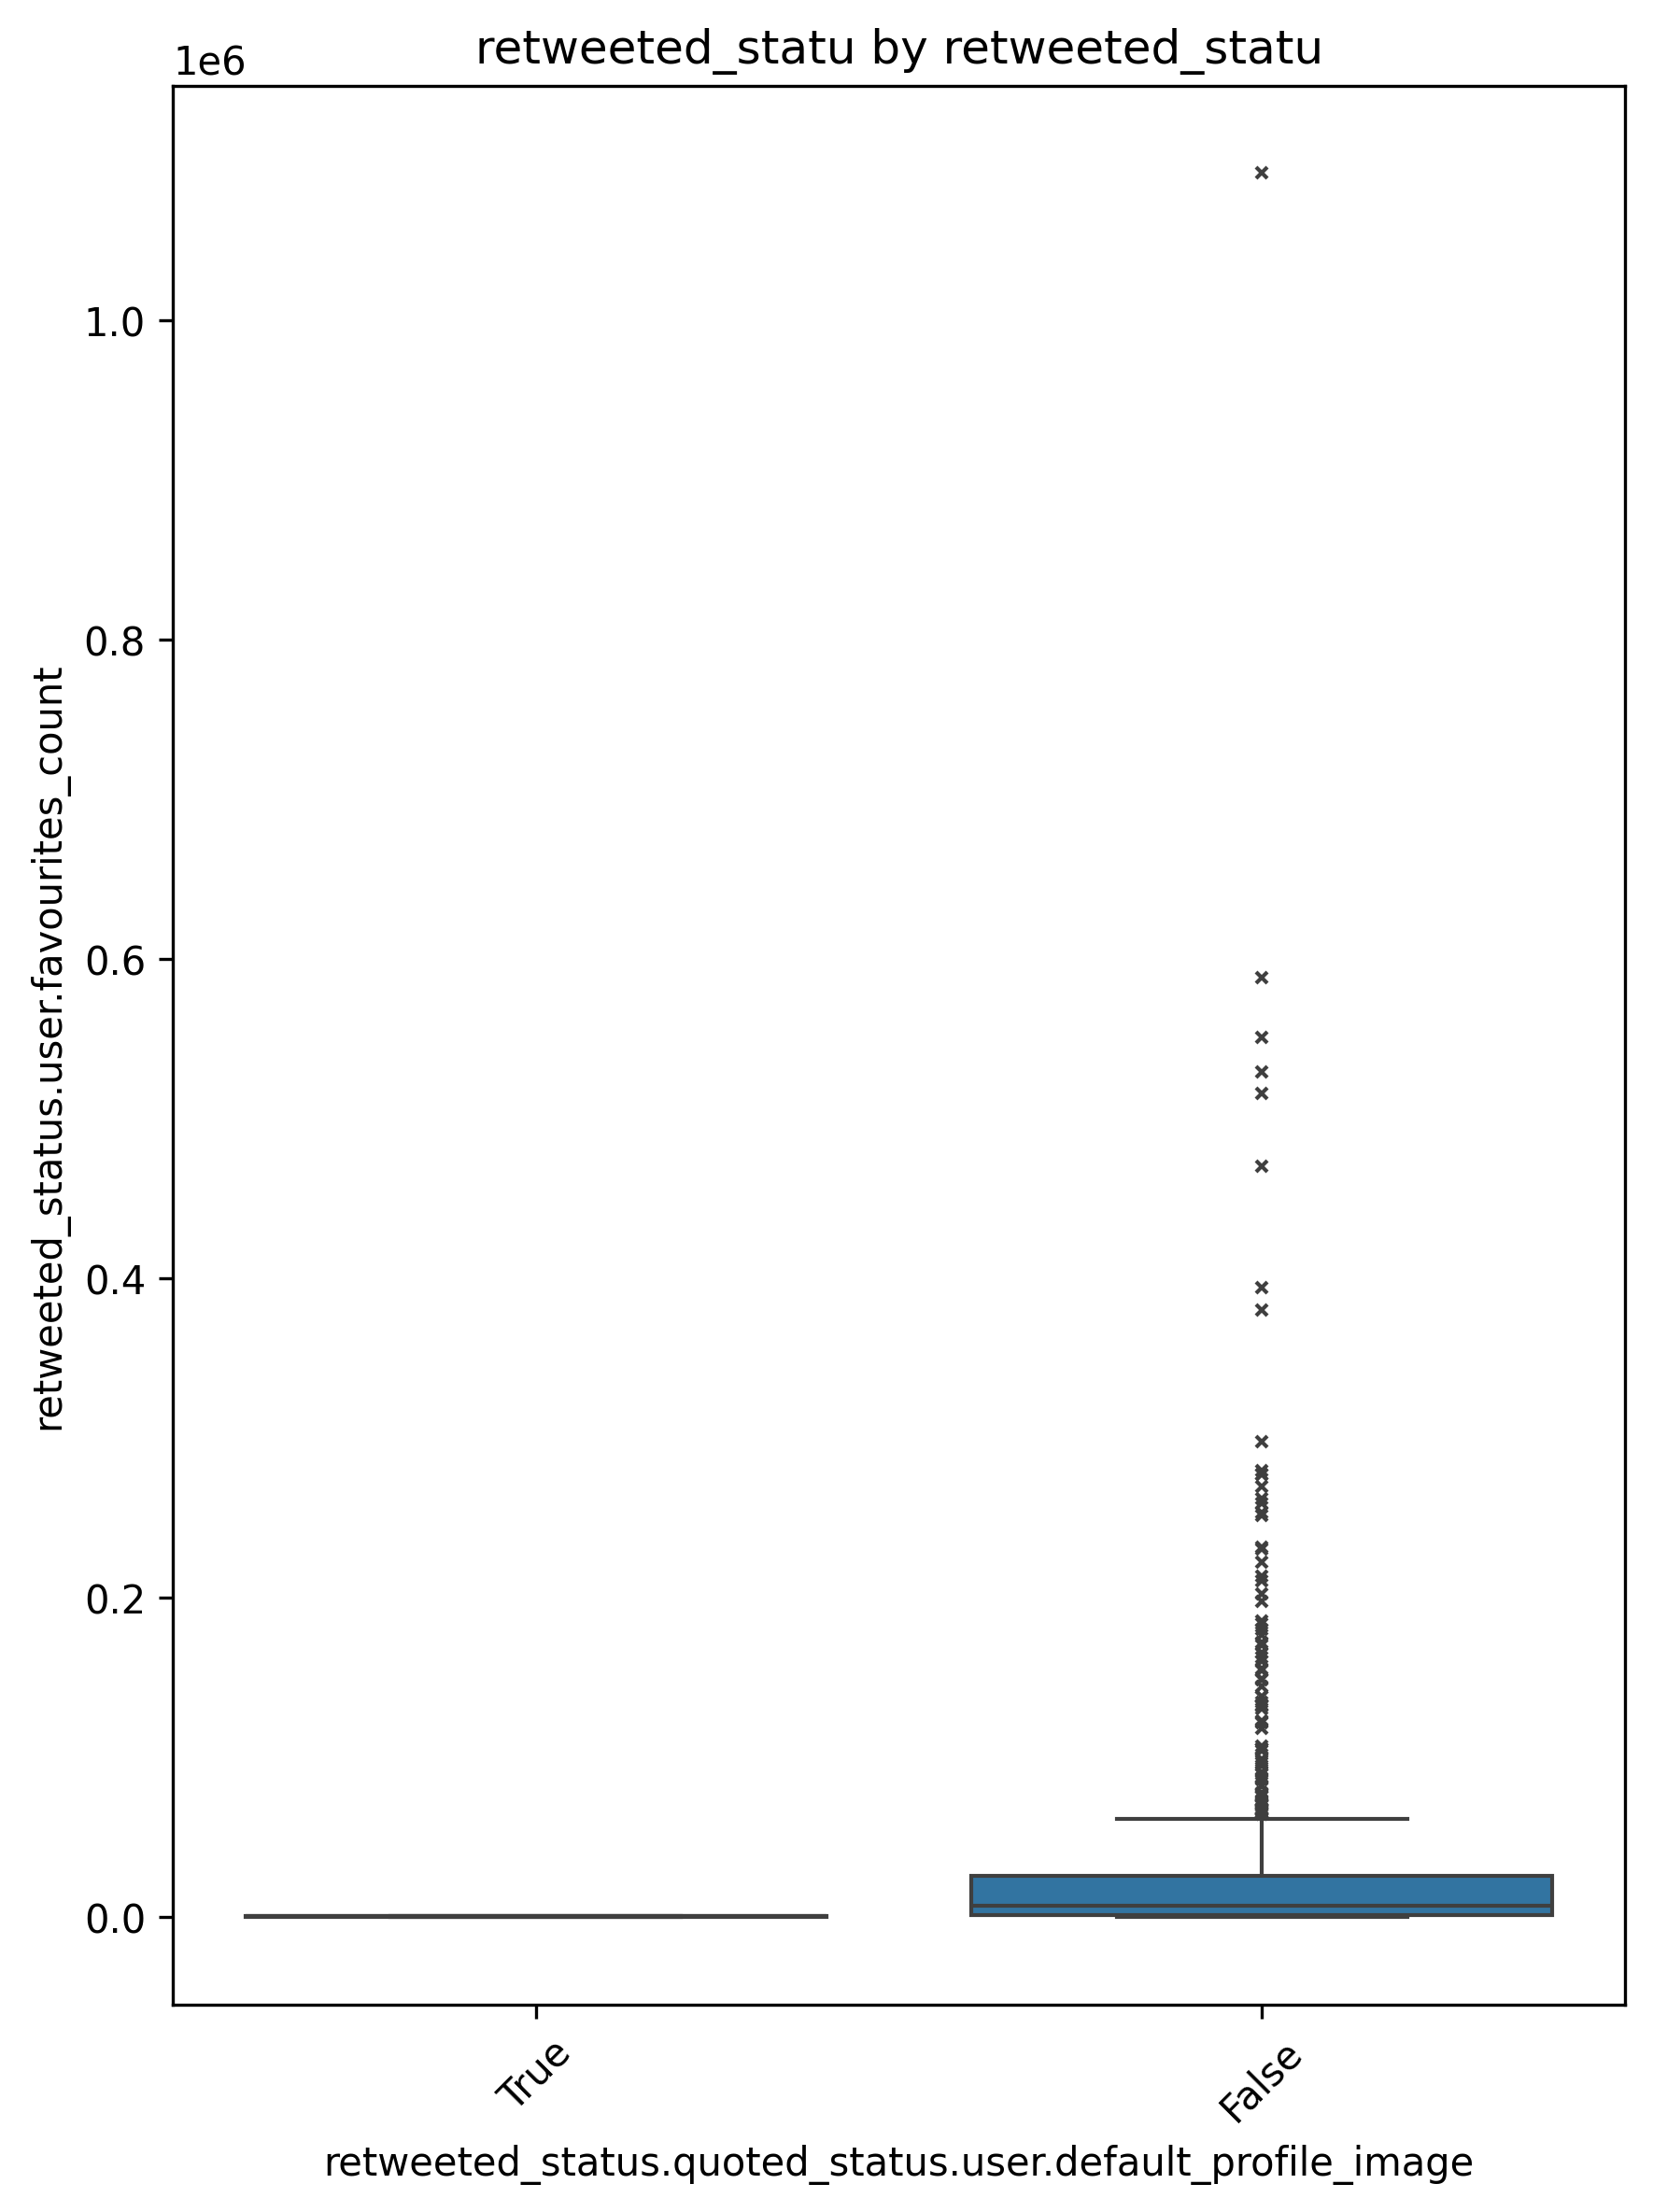 retweeted_statu by retweeted_statu
1e6
1.0
0.8
0.6
0.4
0.2
0.0
retweeted_status.user.favourites_count
True
False
retweeted_status.quoted_status.user.default_profile_image